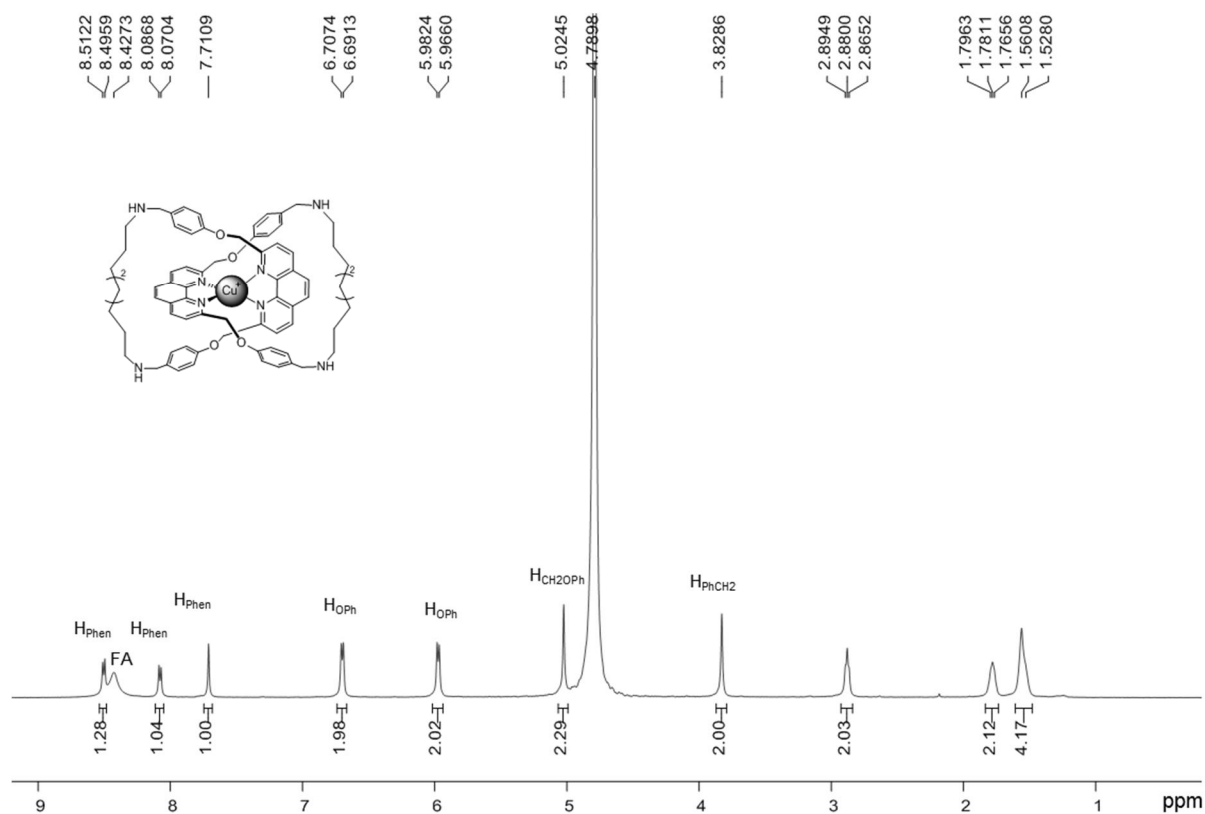 8.5122
8.4959
8.4273
8.0868
8.0704
7.7109
6.7074
6.6913
5.9824
5.9660
5.0245
4.7898
3.8286
2.8949
2.8800
2.8652
1.7963
1.7811
1.7656
1.5608
1.5280
HN
NH
O
O
2
2
N
N
Cu+
N
N
O
O
N
H
NH
HPhen
FA
HPhen
HPhen
HOPh
HOPh
HCH2OPh
HPhCH2
1.28
1.04
1.00
1.98
2.02
2.29
2.00
2.03
2.12
4.17
9 8 7 6 5 4 3 2 1 ppm